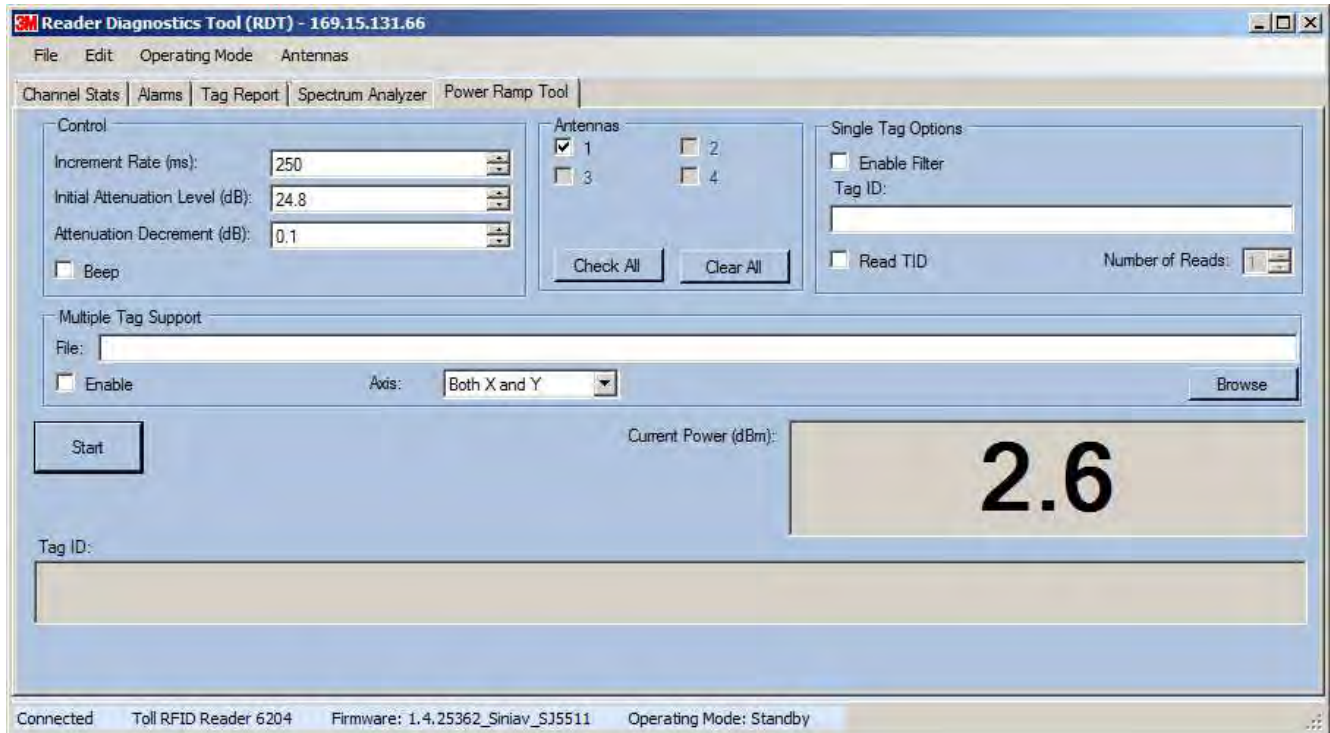 3M Reader Diagnostics Tool (RDT) - 169.15.131.66
File Edit Operating Mode Antennas
Channel Stats Alarms Tag Report Spectrum Analyzer Power Ramp Tool
Control
Increment Rate (ms): 250
Initial Attenuation Level (dB): 24.8
Attenuation Decrement (dB): 0.1
Beep
Antennas
1 2
3 4
Check All Clear All
Single Tag Options
Enable Filter
Tag ID:
Read TID Number of Reads: 1
Multiple Tag Support
File:
Enable Axis: Both X and Y Browse
Start Current Power (dBm): 2.6
Tag ID:
Connected Toll RFID Reader 6204 Firmware: 1.4.25362_Siniav_SJ5511 Operating Mode: Standby